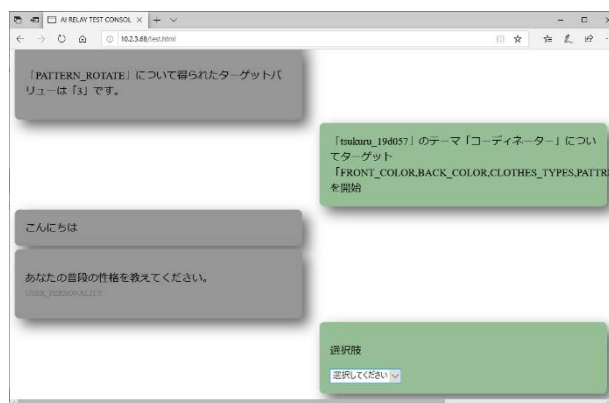 AI RELAY TEST CONSOL
10.2.3.68/test.html
「PATTERN_ROTATE」について得られたターゲットバ
リューは「3」です。
「tsukuru_19d057」のテーマ「コーディネーター」につい
てターゲット
「FRONT_COLOR,BACK_COLOR,CLOTHES_TYPES,PATTR
を開始
こんにちは
あなたの普段の性格を教えてください。
USER_PERSONALITY
選択肢
選択してください